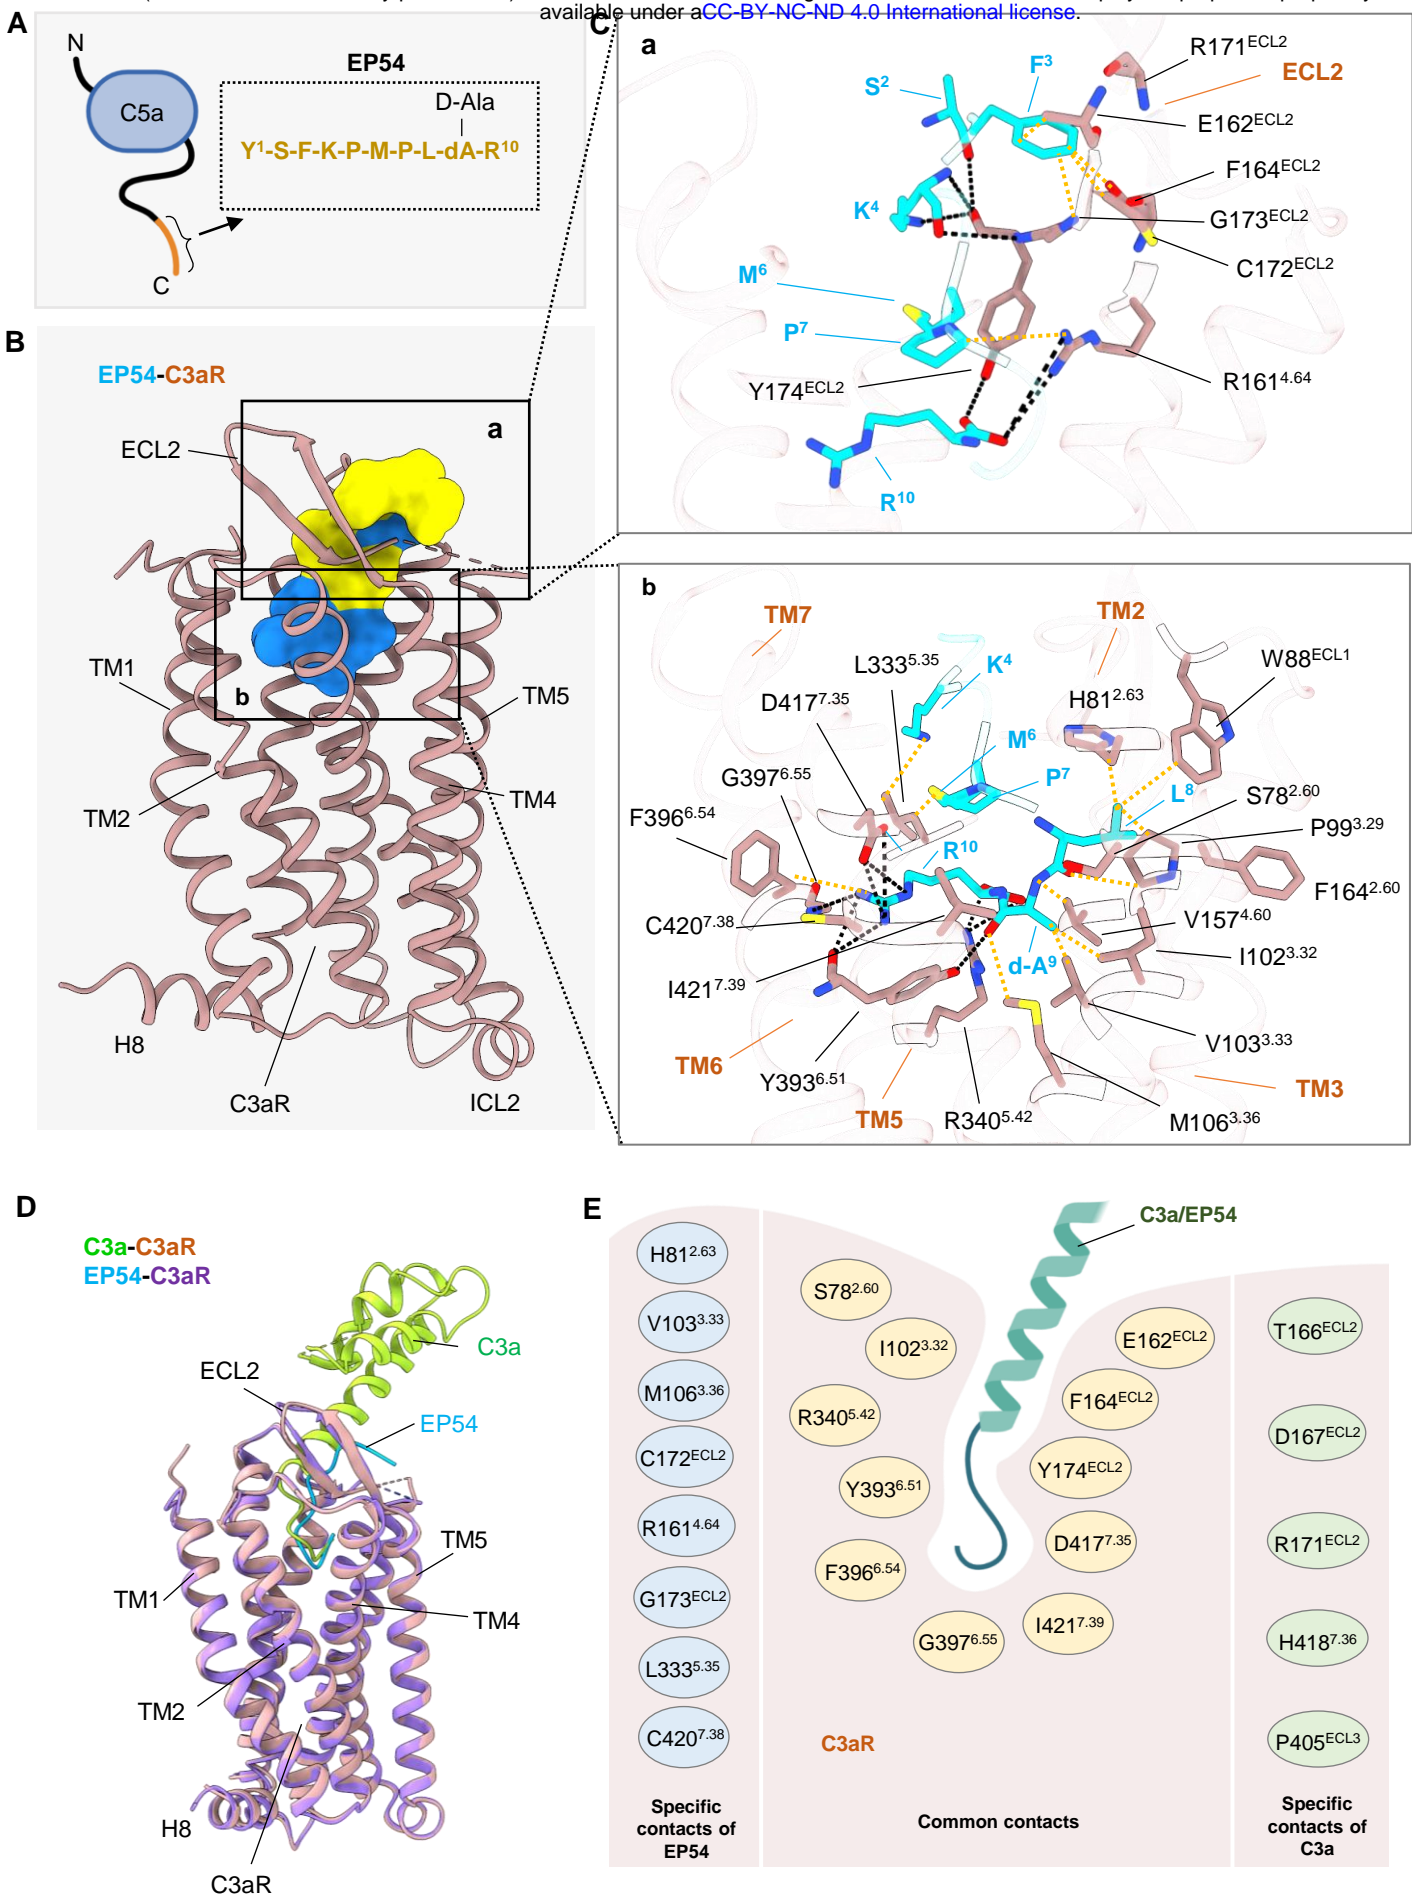 available under aCC-BY-NC-ND 4.0 International license.
A
N
C5a
C
EP54
D-Ala
Y¹-S-F-K-P-M-P-L-dA-R¹⁰
B
EP54-C3aR
ECL2
a
b
TM1
TM2
TM5
TM4
H8
C3aR
ICL2
C
a
S²
F³
R171ECL2
ECL2
E162ECL2
F164ECL2
K⁴
G173ECL2
C172ECL2
M⁶
P⁷
Y174ECL2
R1614.64
R¹⁰
b
TM7
TM2
L3335.35
K⁴
W88ECL1
D4177.35
H812.63
M⁶
G3976.55
P⁷
L⁸
S782.60
F3966.54
P993.29
R¹⁰
F1642.60
C4207.38
V1574.60
d-A⁹
I1023.32
I4217.39
V1033.33
TM6
Y3936.51
TM5
R3405.42
TM3
M1063.36
D
C3a-C3aR
EP54-C3aR
C3a
ECL2
EP54
TM5
TM1
TM4
TM2
H8
C3aR
E
C3a/EP54
H812.63
V1033.33
M1063.36
C172ECL2
R1614.64
G173ECL2
L3335.35
C4207.38
Specific
contacts of
EP54
S782.60
I1023.32
R3405.42
Y3936.51
F3966.54
G3976.55
E162ECL2
F164ECL2
Y174ECL2
D4177.35
I4217.39
C3aR
Common contacts
T166ECL2
D167ECL2
R171ECL2
H4187.36
P405ECL3
Specific
contacts of
C3a